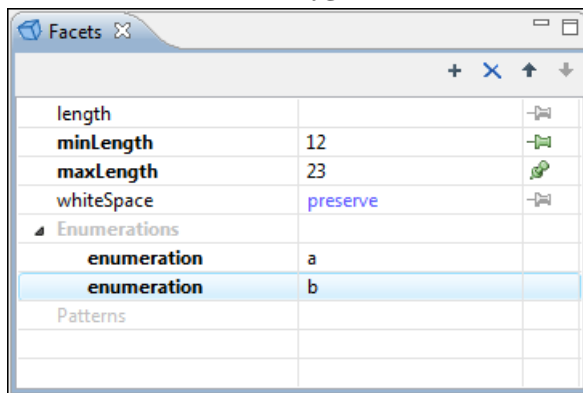 Facets
length
minLength 12
maxLength 23
whiteSpace preserve
Enumerations
enumeration a
enumeration b
Patterns